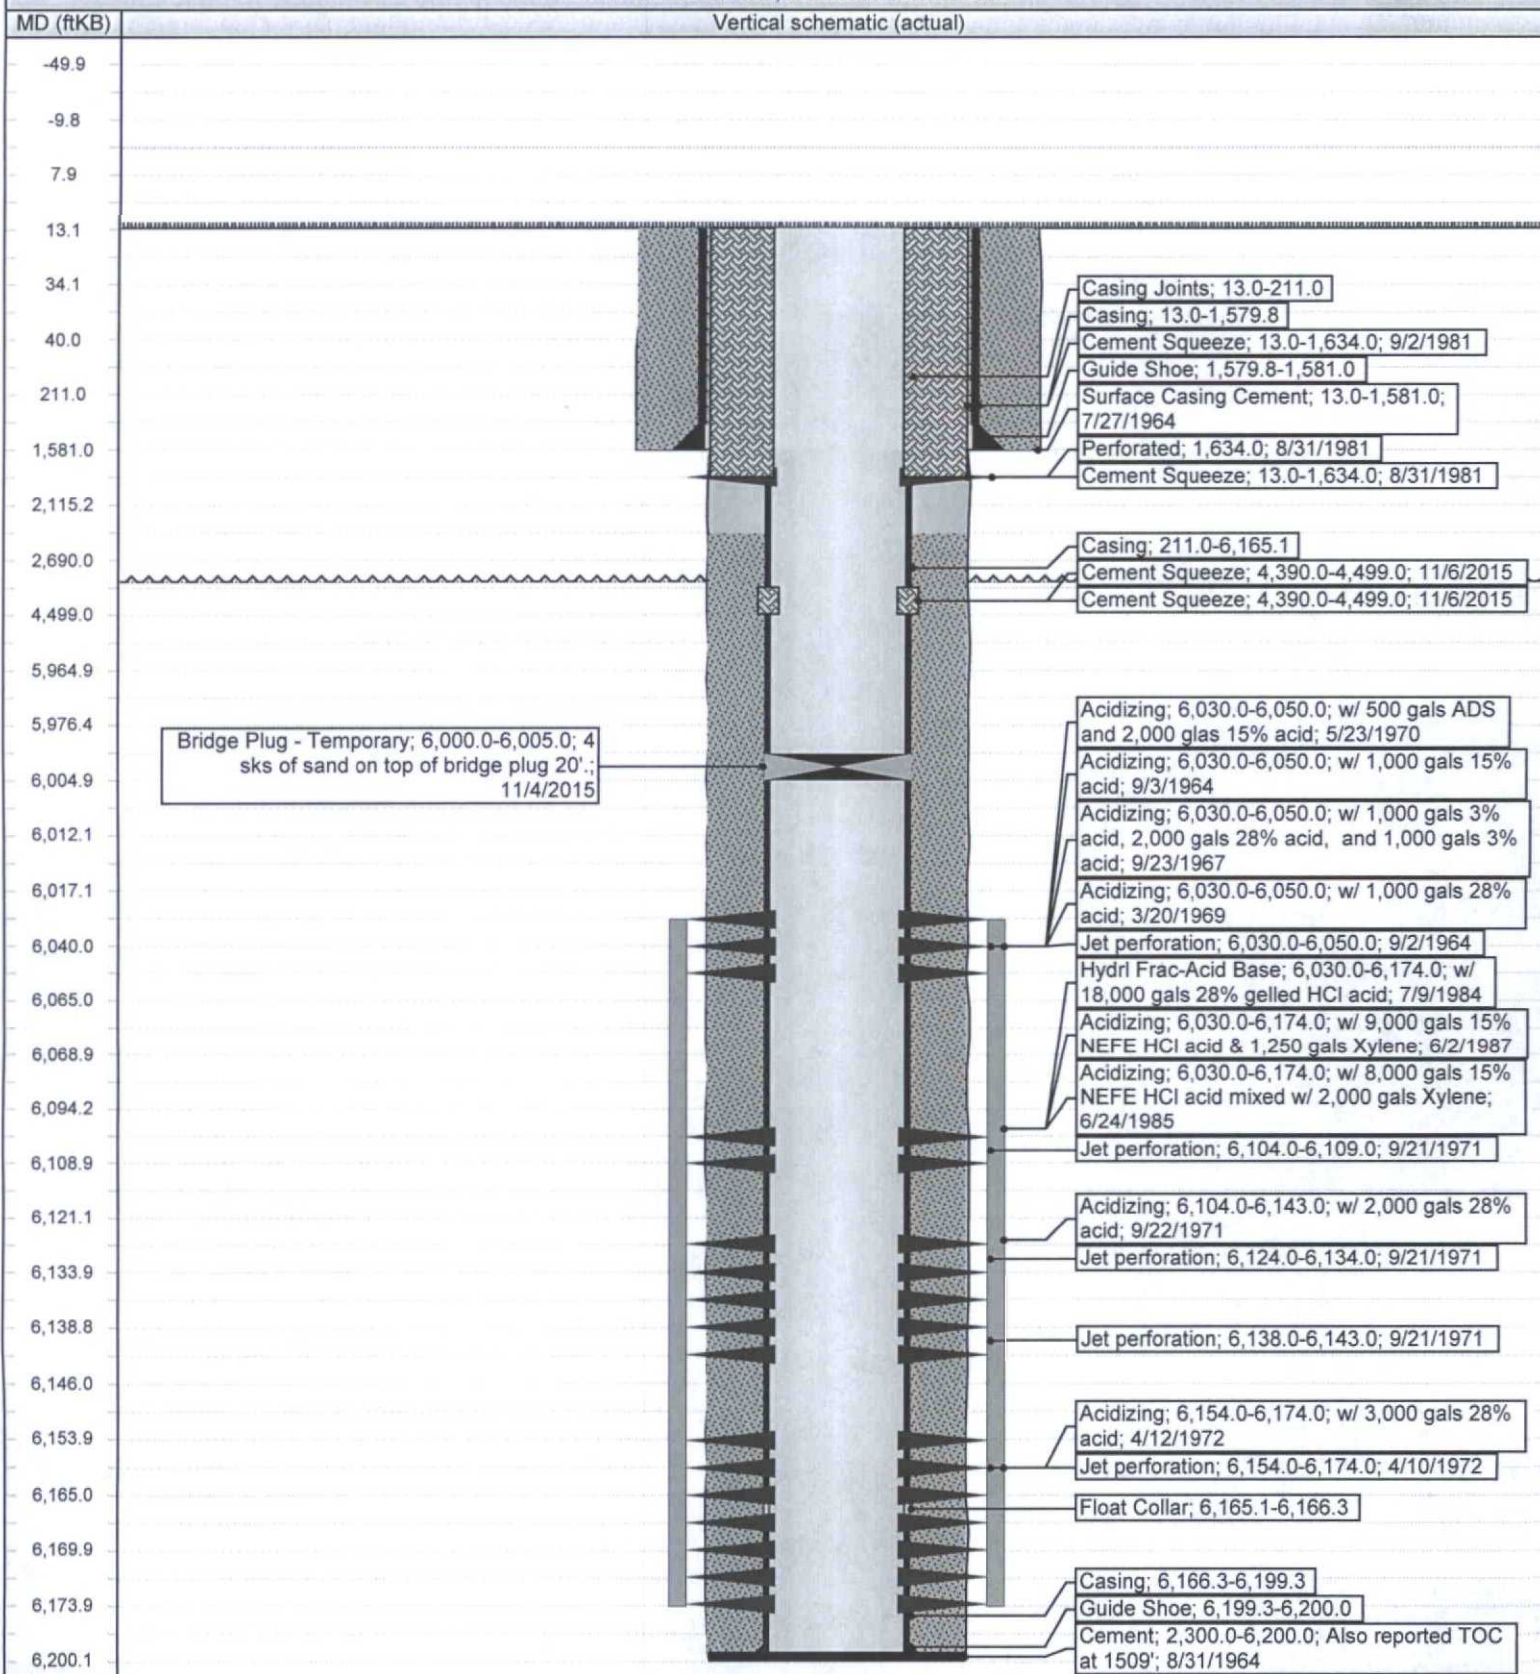 MD (ftKB)
Vertical schematic (actual)
-49.9
-9.8
7.9
13.1
34.1
40.0
211.0
1,581.0
2,115.2
2,690.0
4,499.0
5,964.9
5,976.4
6,004.9
6,012.1
6,017.1
6,040.0
6,065.0
6,068.9
6,094.2
6,108.9
6,121.1
6,133.9
6,138.8
6,146.0
6,153.9
6,165.0
6,169.9
6,173.9
6,200.1
Bridge Plug - Temporary; 6,000.0-6,005.0; 4
sks of sand on top of bridge plug 20'.;
11/4/2015
Casing Joints; 13.0-211.0
Casing; 13.0-1,579.8
Cement Squeeze; 13.0-1,634.0; 9/2/1981
Guide Shoe; 1,579.8-1,581.0
Surface Casing Cement; 13.0-1,581.0;
7/27/1964
Perforated; 1,634.0; 8/31/1981
Cement Squeeze; 13.0-1,634.0; 8/31/1981
Casing; 211.0-6,165.1
Cement Squeeze; 4,390.0-4,499.0; 11/6/2015
Cement Squeeze; 4,390.0-4,499.0; 11/6/2015
Acidizing; 6,030.0-6,050.0; w/ 500 gals ADS
and 2,000 glas 15% acid; 5/23/1970
Acidizing; 6,030.0-6,050.0; w/ 1,000 gals 15%
acid; 9/3/1964
Acidizing; 6,030.0-6,050.0; w/ 1,000 gals 3%
acid, 2,000 gals 28% acid,  and 1,000 gals 3%
acid; 9/23/1967
Acidizing; 6,030.0-6,050.0; w/ 1,000 gals 28%
acid; 3/20/1969
Jet perforation; 6,030.0-6,050.0; 9/2/1964
Hydrl Frac-Acid Base; 6,030.0-6,174.0; w/
18,000 gals 28% gelled HCl acid; 7/9/1984
Acidizing; 6,030.0-6,174.0; w/ 9,000 gals 15%
NEFE HCl acid & 1,250 gals Xylene; 6/2/1987
Acidizing; 6,030.0-6,174.0; w/ 8,000 gals 15%
NEFE HCl acid mixed w/ 2,000 gals Xylene;
6/24/1985
Jet perforation; 6,104.0-6,109.0; 9/21/1971
Acidizing; 6,104.0-6,143.0; w/ 2,000 gals 28%
acid; 9/22/1971
Jet perforation; 6,124.0-6,134.0; 9/21/1971
Jet perforation; 6,138.0-6,143.0; 9/21/1971
Acidizing; 6,154.0-6,174.0; w/ 3,000 gals 28%
acid; 4/12/1972
Jet perforation; 6,154.0-6,174.0; 4/10/1972
Float Collar; 6,165.1-6,166.3
Casing; 6,166.3-6,199.3
Guide Shoe; 6,199.3-6,200.0
Cement; 2,300.0-6,200.0; Also reported TOC
at 1509'; 8/31/1964